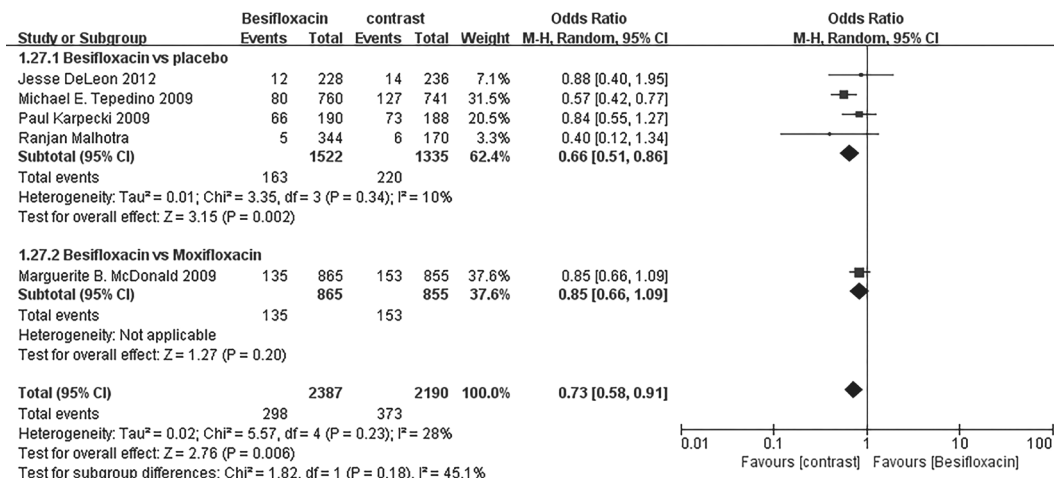 Besifloxacin contrast Odds Ratio Odds Ratio
Study or Subgroup Events Total Events Total Weight M-H, Random, 95% CI M-H, Random, 95% CI
1.27.1 Besifloxacin vs placebo
Jesse DeLeon 2012 12 228 14 236 7.1% 0.88 [0.40, 1.95]
Michael E. Tepedino 2009 80 760 127 741 31.5% 0.57 [0.42, 0.77]
Paul Karpecki 2009 66 190 73 188 20.5% 0.84 [0.55, 1.27]
Ranjan Malhotra 5 344 6 170 3.3% 0.40 [0.12, 1.34]
Subtotal (95% CI) 1522 1335 62.4% 0.66 [0.51, 0.86]
Total events 163 220
Heterogeneity: Tau² = 0.01; Chi² = 3.35, df = 3 (P = 0.34); I² = 10%
Test for overall effect: Z = 3.15 (P = 0.002)
1.27.2 Besifloxacin vs Moxifloxacin
Marguerite B. McDonald 2009 135 865 153 855 37.6% 0.85 [0.66, 1.09]
Subtotal (95% CI) 865 855 37.6% 0.85 [0.66, 1.09]
Total events 135 153
Heterogeneity: Not applicable
Test for overall effect: Z = 1.27 (P = 0.20)
Total (95% CI) 2387 2190 100.0% 0.73 [0.58, 0.91]
Total events 298 373
Heterogeneity: Tau² = 0.02; Chi² = 5.57, df = 4 (P = 0.23); I² = 28%
Test for overall effect: Z = 2.76 (P = 0.006)
Test for subgroup differences: Chi² = 1.82, df = 1 (P = 0.18), I² = 45.1%
0.01 0.1 1 10 100
Favours [contrast] Favours [Besifloxacin]